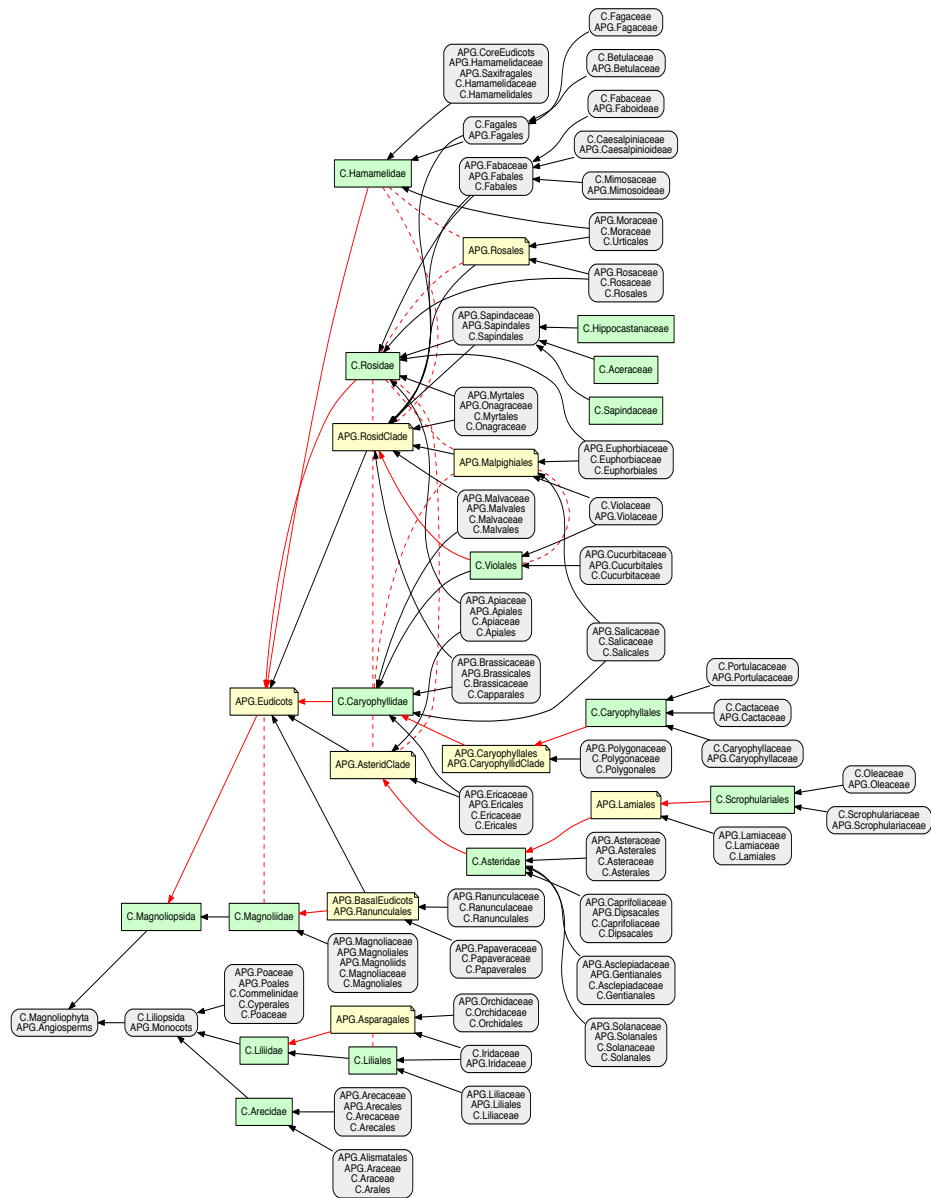 C.Fagaceae
APG.Fagaceae
APG.CoreEudicots
APG.Hamamelidaceae
APG.Saxifragales
C.Hamamelidaceae
C.Hamamelidales
C.Betulaceae
APG.Betulaceae
C.Fabaceae
APG.Faboideae
C.Fagales
APG.Fagales
C.Caesalpiniaceae
APG.Caesalpinioideae
C.Hamamelidae
APG.Fabaceae
APG.Fabales
C.Fabales
C.Mimosaceae
APG.Mimosoideae
APG.Moraceae
C.Moraceae
C.Urticales
APG.Rosales
APG.Rosaceae
C.Rosaceae
C.Rosales
APG.Sapindaceae
APG.Sapindales
C.Sapindales
C.Hippocastanaceae
C.Rosidae
C.Aceraceae
C.Sapindaceae
APG.Myrtales
APG.Onagraceae
C.Myrtales
C.Onagraceae
APG.RosidClade
APG.Malpighiales
APG.Euphorbiaceae
C.Euphorbiaceae
C.Euphorbiales
APG.Malvaceae
APG.Malvales
C.Malvaceae
C.Malvales
C.Violaceae
APG.Violaceae
C.Violales
APG.Cucurbitaceae
APG.Cucurbitales
C.Cucurbitaceae
APG.Apiaceae
APG.Apiales
C.Apiaceae
C.Apiales
APG.Salicaceae
C.Salicaceae
C.Salicales
APG.Brassicaceae
APG.Brassicales
C.Brassicaceae
C.Capparales
C.Portulacaceae
APG.Portulacaceae
APG.Eudicots
C.Caryophyllidae
C.Caryophyllales
C.Cactaceae
APG.Cactaceae
C.Caryophyllaceae
APG.Caryophyllaceae
APG.AsteridClade
APG.Caryophyllales
APG.CaryophyllidClade
APG.Polygonaceae
C.Polygonaceae
C.Polygonales
C.Oleaceae
APG.Oleaceae
APG.Ericaceae
APG.Ericales
C.Ericaceae
C.Ericales
APG.Lamiales
C.Scrophulariales
C.Scrophulariaceae
APG.Scrophulariaceae
APG.Lamiaceae
C.Lamiaceae
C.Lamiales
C.Asteridae
APG.Asteraceae
APG.Asterales
C.Asteraceae
C.Asterales
C.Magnoliopsida
C.Magnoliidae
APG.BasalEudicots
APG.Ranunculales
APG.Ranunculaceae
C.Ranunculaceae
C.Ranunculales
APG.Caprifoliaceae
APG.Dipsacales
C.Caprifoliaceae
C.Dipsacales
APG.Magnoliaceae
APG.Magnoliales
APG.Magnoliids
C.Magnoliaceae
C.Magnoliales
APG.Papaveraceae
C.Papaveraceae
C.Papaverales
APG.Asclepiadaceae
APG.Gentianales
C.Asclepiadaceae
C.Gentianales
APG.Poaceae
APG.Poales
C.Commelinidae
C.Cyperales
C.Poaceae
C.Magnoliophyta
APG.Angiosperms
C.Liliopsida
APG.Monocots
APG.Asparagales
APG.Orchidaceae
C.Orchidaceae
C.Orchidales
APG.Solanaceae
APG.Solanales
C.Solanaceae
C.Solanales
C.Liliidae
C.Liliales
C.Iridaceae
APG.Iridaceae
APG.Liliaceae
APG.Liliales
C.Liliaceae
C.Arecidae
APG.Arecaceae
APG.Arecales
C.Arecaceae
C.Arecales
APG.Alismatales
APG.Araceae
C.Araceae
C.Arales